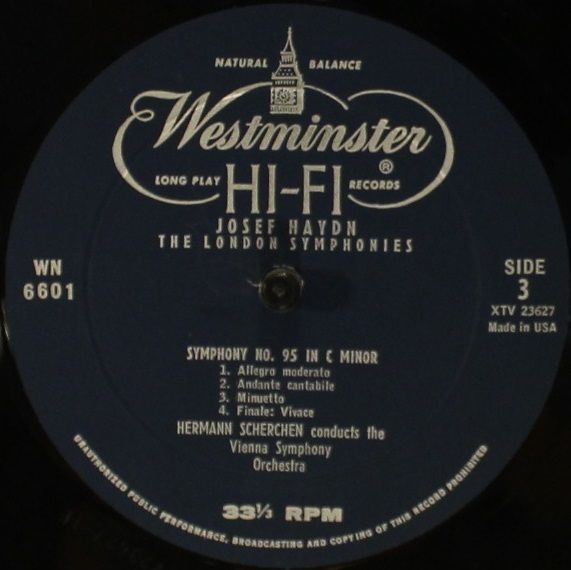 NATURAL BALANCE
Westminster
®
LONG PLAY HI-FI RECORDS
JOSEF HAYDN
THE LONDON SYMPHONIES
WN
6601
SIDE
3
XTV 23627
Made in USA
SYMPHONY NO. 95 IN C MINOR
1. Allegro moderato
2. Andante cantabile
3. Minuetto
4. Finale: Vivace
HERMANN SCHERCHEN conducts the
Vienna Symphony
Orchestra
33⅓ RPM
UNAUTHORIZED PUBLIC PERFORMANCE, BROADCASTING AND COPYING OF THIS RECORD PROHIBITED